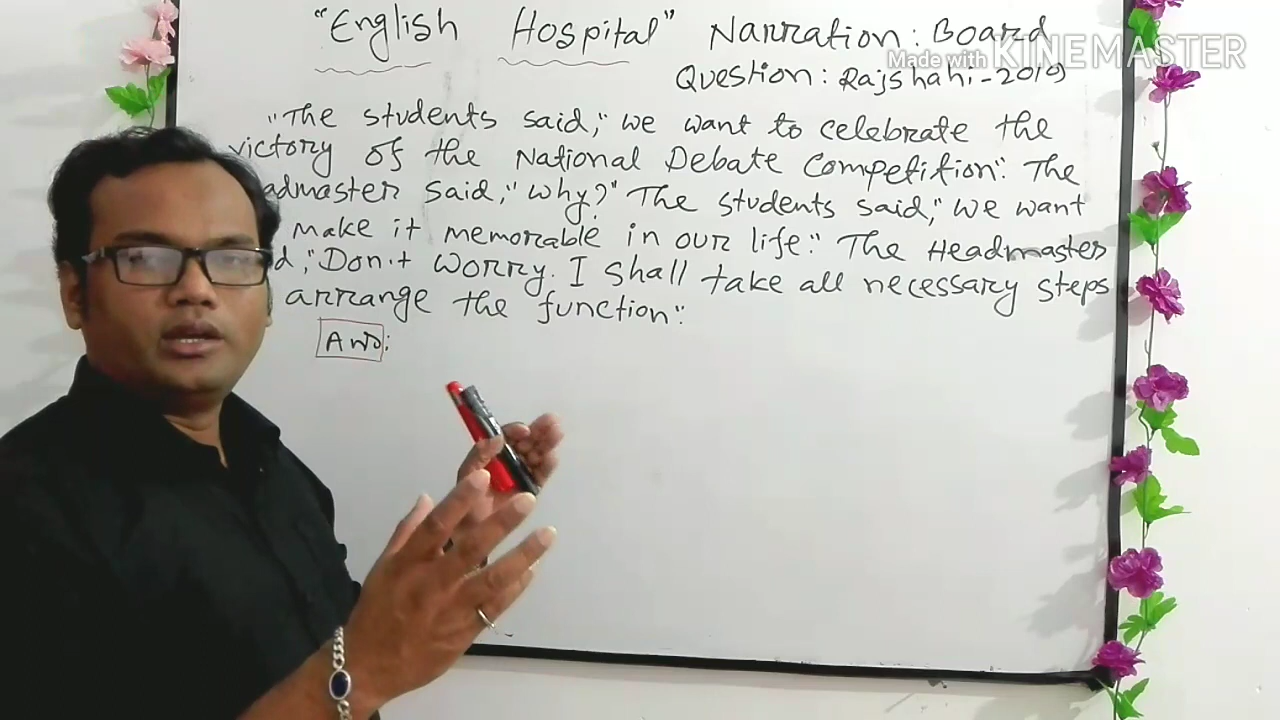 "English Hospital" Narration: Board
Made with KINEMASTER
Question: Rajshahi-2019
"The students said," we want to celebrate the
victory of the National Debate Competition". The
admaster said," Why?" The students said," We want
make it memorable in our life." The Headmaster
d," Don't worry. I shall take all necessary steps
arrange the function".
Ans: